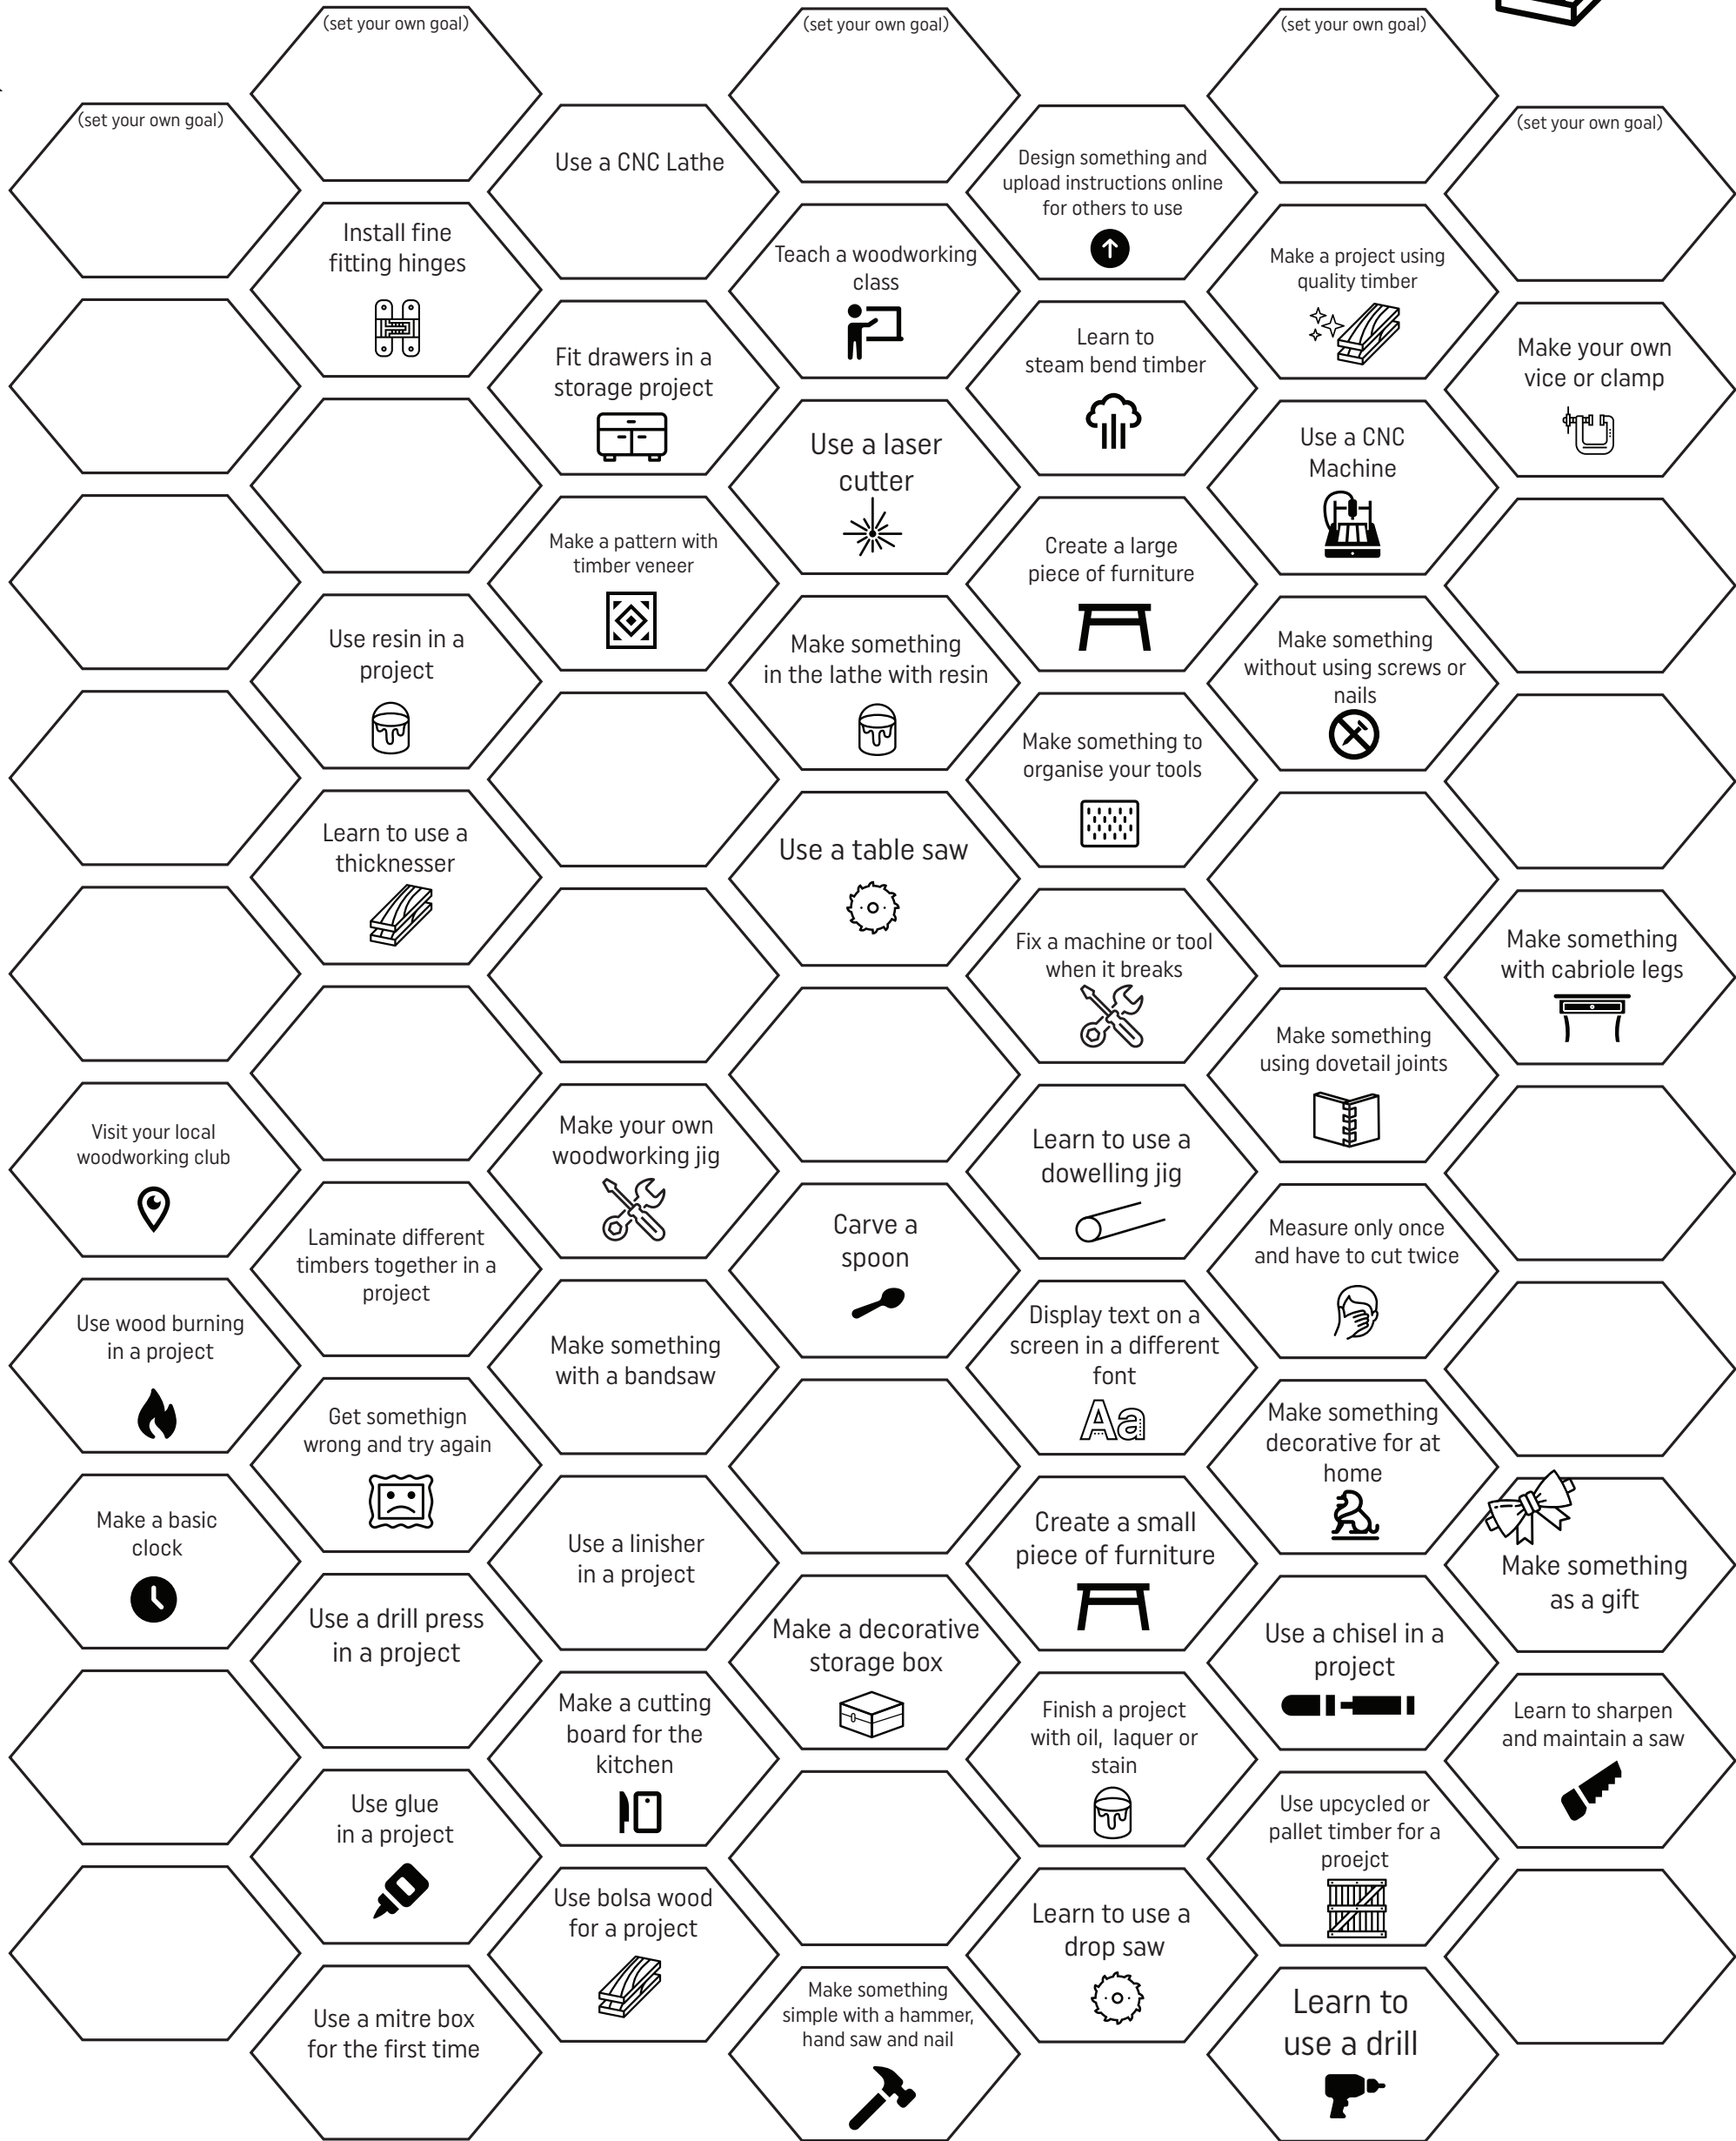 (set your own goal)
(set your own goal)
(set your own goal)
(set your own goal)
(set your own goal)
Use a CNC Lathe
Design something and
upload instructions online
for others to use
Install fine
fitting hinges
Teach a woodworking
class
Make a project using
quality timber
Fit drawers in a
storage project
Learn to
steam bend timber
Make your own
vice or clamp
Use a laser
cutter
Use a CNC
Machine
Make a pattern with
timber veneer
Create a large
piece of furniture
Use resin in a
project
Make something
in the lathe with resin
Make something
without using screws or
nails
Make something to
organise your tools
Learn to use a
thicknesser
Use a table saw
Fix a machine or tool
when it breaks
Make something
with cabriole legs
Make something
using dovetail joints
Visit your local
woodworking club
Make your own
woodworking jig
Learn to use a
dowelling jig
Laminate different
timbers together in a
project
Carve a
spoon
Measure only once
and have to cut twice
Use wood burning
in a project
Make something
with a bandsaw
Display text on a
screen in a different
font
Get somethign
wrong and try again
Make something
decorative for at
home
Make a basic
clock
Use a linisher
in a project
Create a small
piece of furniture
Make something
as a gift
Use a drill press
in a project
Make a decorative
storage box
Use a chisel in a
project
Make a cutting
board for the
kitchen
Finish a project
with oil, laquer or
stain
Learn to sharpen
and maintain a saw
Use glue
in a project
Use upcycled or
pallet timber for a
proejct
Use bolsa wood
for a project
Learn to use a
drop saw
Use a mitre box
for the first time
Make something
simple with a hammer,
hand saw and nail
Learn to
use a drill
Aa